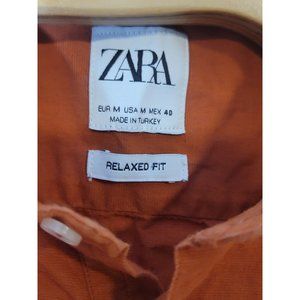 ZARA
EUR M USA M MEX 40
MADE IN TURKEY
RELAXED FIT